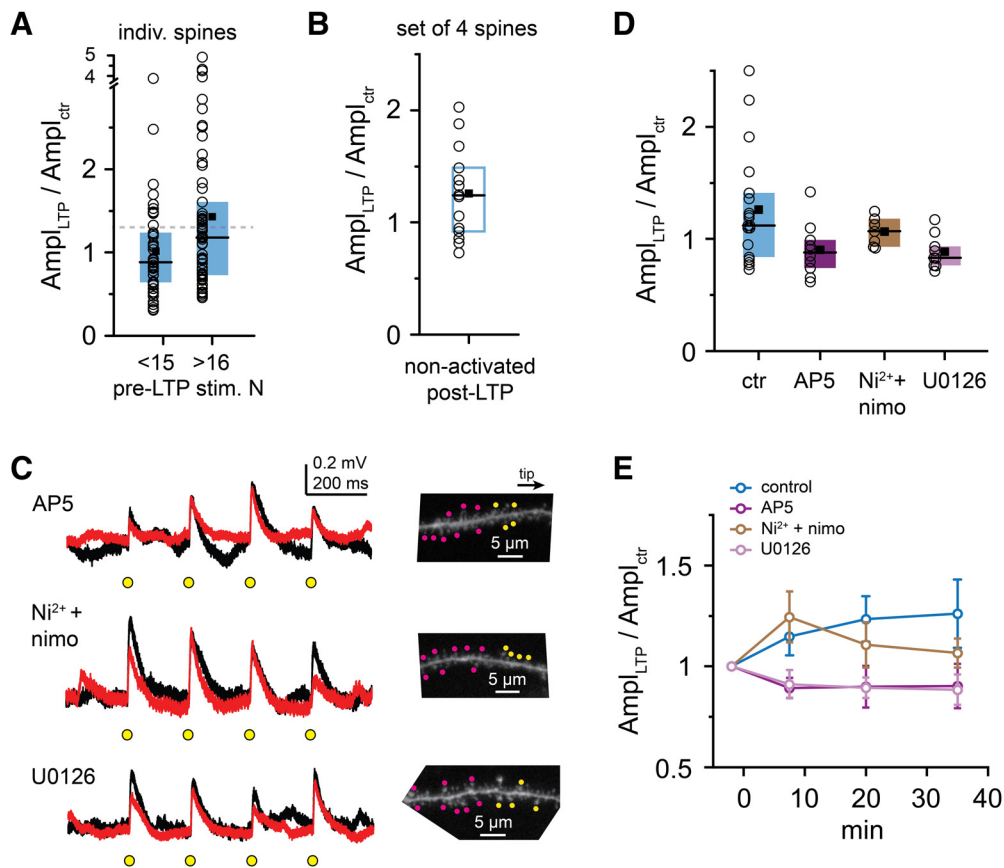 A
indiv. spines
5
4
2
1
0
Ampl_LTP / Ampl_ctr
<15 >16
pre-LTP stim. N
B
set of 4 spines
2
1
0
Ampl_LTP / Ampl_ctr
non-activated
post-LTP
D
2
1
0
Ampl_LTP / Ampl_ctr
ctr AP5 Ni²⁺+ nimo U0126
C
0.2 mV
200 ms
AP5
tip
5 µm
Ni²⁺ +
nimo
5 µm
U0126
5 µm
E
control
AP5
Ni²⁺ + nimo
U0126
1.5
1
0.5
Ampl_LTP / Ampl_ctr
0 10 20 30 40
min